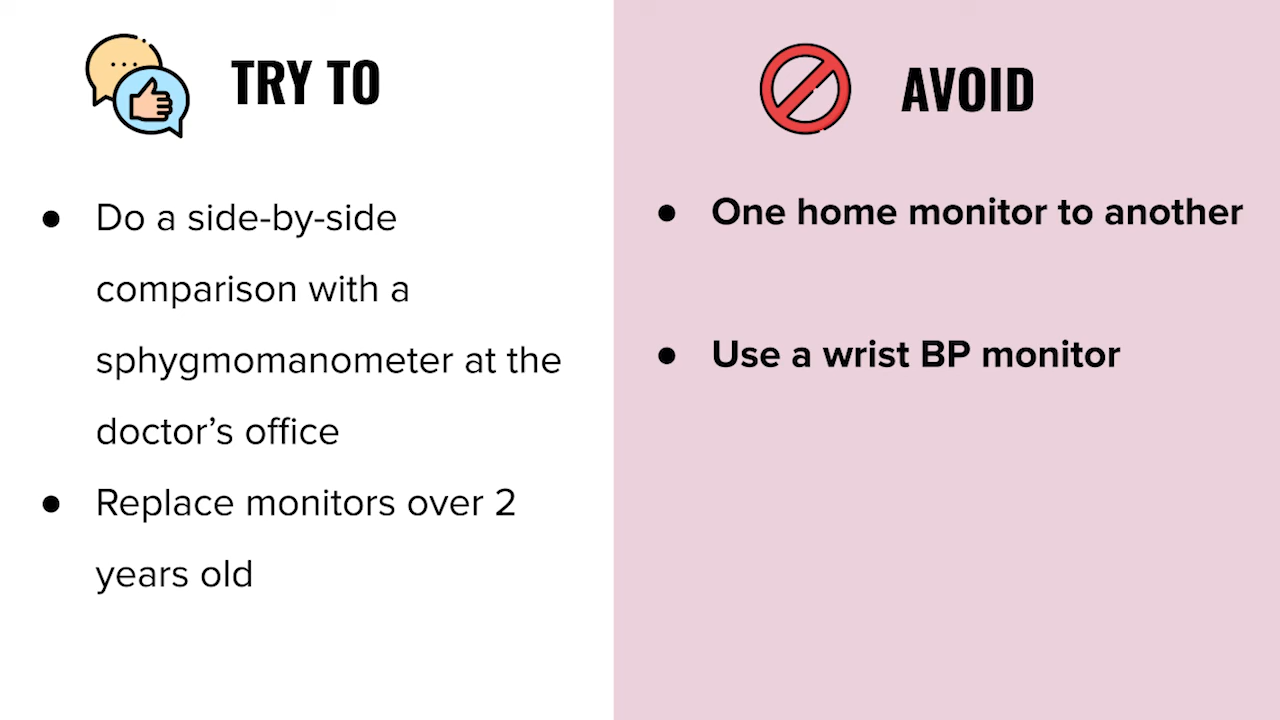 TRY TO
● Do a side-by-side
comparison with a
sphygmomanometer at the
doctor’s office
● Replace monitors over 2
years old
AVOID
● One home monitor to another
● Use a wrist BP monitor